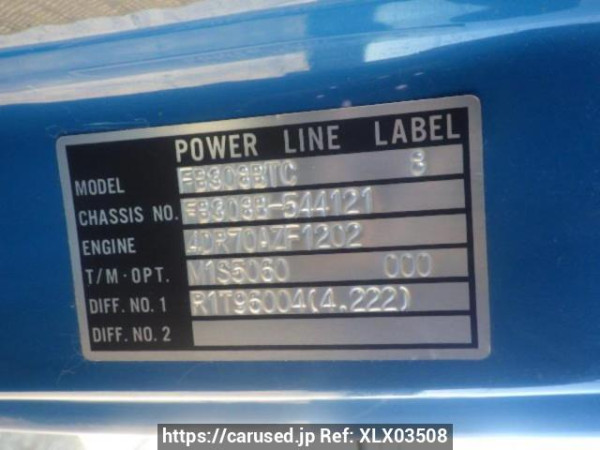 POWER LINE LABEL
MODEL FB308BTC 8
CHASSIS NO. FB308B-544121
ENGINE 4DR70AZF1202
T/M·OPT. M1S5060 000
DIFF. NO. 1 R1T96004(4.222)
DIFF. NO. 2
https://carused.jp Ref: XLX03508